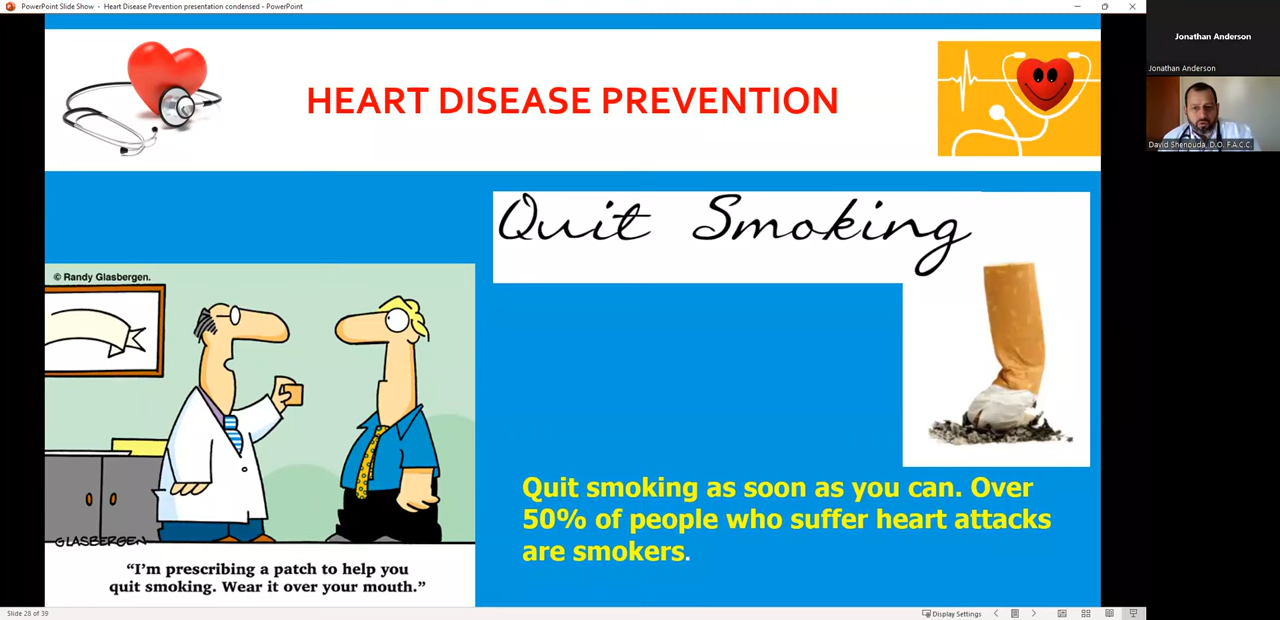 PowerPoint Slide Show - Heart Disease Prevention presentation condensed - PowerPoint
Jonathan Anderson
Jonathan Anderson
David Shenouda, D.O. F.A.C.C.
HEART DISEASE PREVENTION
Quit Smoking
© Randy Glasbergen.
GLASBERGEN
"I'm prescribing a patch to help you
quit smoking. Wear it over your mouth."
Quit smoking as soon as you can. Over
50% of people who suffer heart attacks
are smokers.
Slide 28 of 39
Display Settings